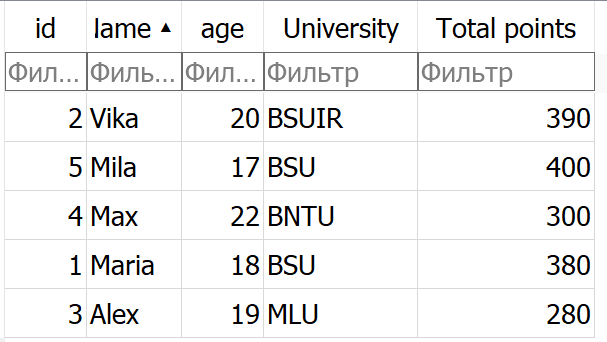 id .lame ▲ age University Total points
Фил... Филь... Фил... Фильтр Фильтр
2 Vika 20 BSUIR 390
5 Mila 17 BSU 400
4 Max 22 BNTU 300
1 Maria 18 BSU 380
3 Alex 19 MLU 280